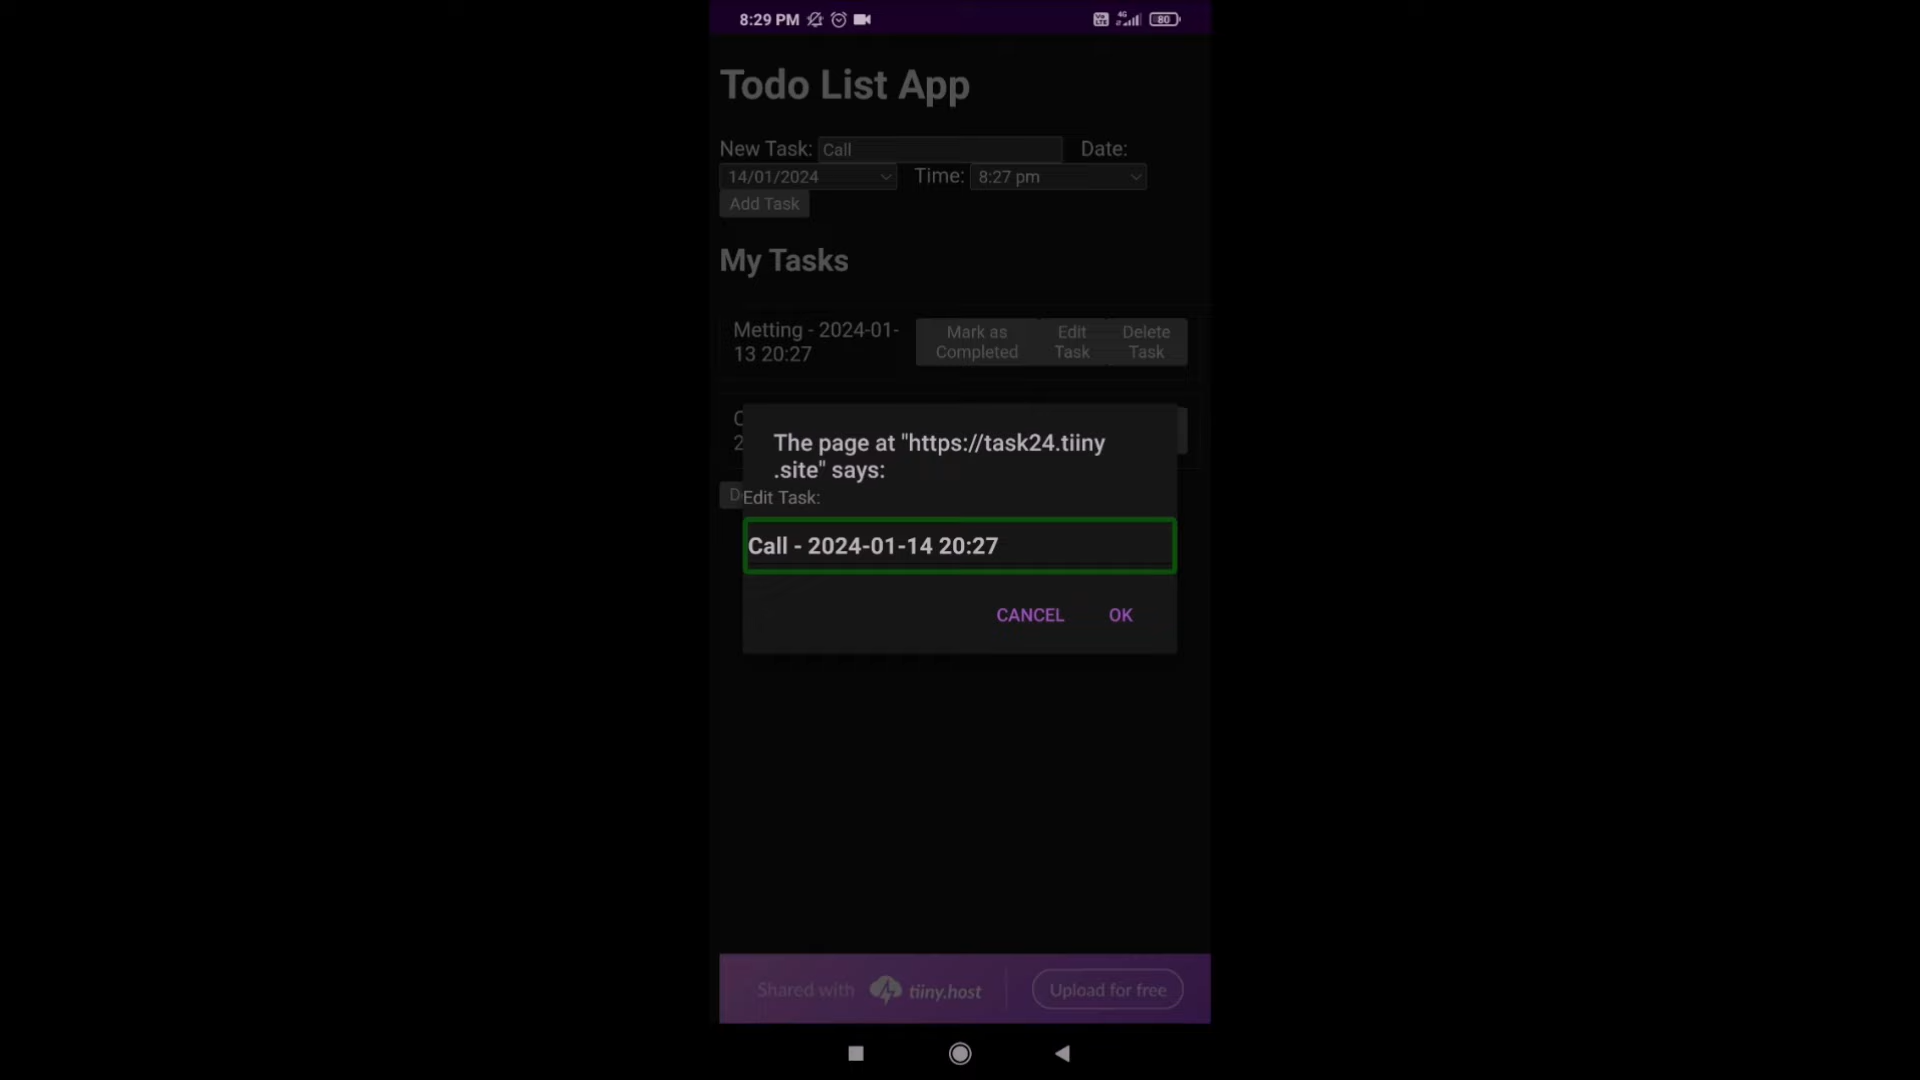 8:29 PM 4G 80
Todo List App
New Task: Call Date:
14/01/2024 Time: 8:27 pm
Add Task
My Tasks
Metting - 2024-01-
13 20:27
Mark as
Completed
Edit
Task
Delete
Task
C
2
The page at "https://task24.tiiny
.site" says:
D
Edit Task:
Call - 2024-01-14 20:27
CANCEL OK
Shared with tiiny.host Upload for free